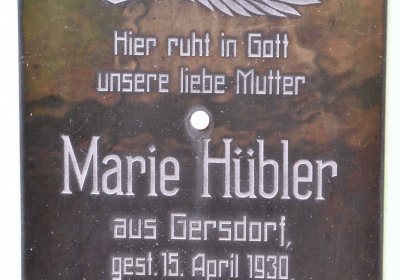 Hier ruht in Gott
unsere liebe Mutter
Marie Hübler
aus Gersdorf,
gest. 15. April 1930